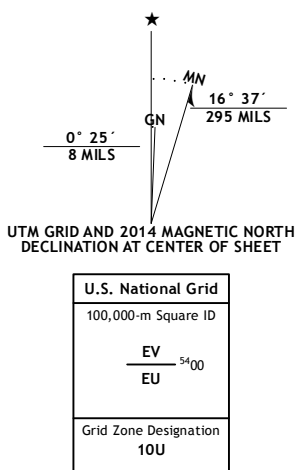 ★
MN
16° 37´
295 MILS
GN
0° 25´
8 MILS
UTM GRID AND 2014 MAGNETIC NORTH
DECLINATION AT CENTER OF SHEET
U.S. National Grid
100,000-m Square ID
EV
5400
EU
Grid Zone Designation
10U